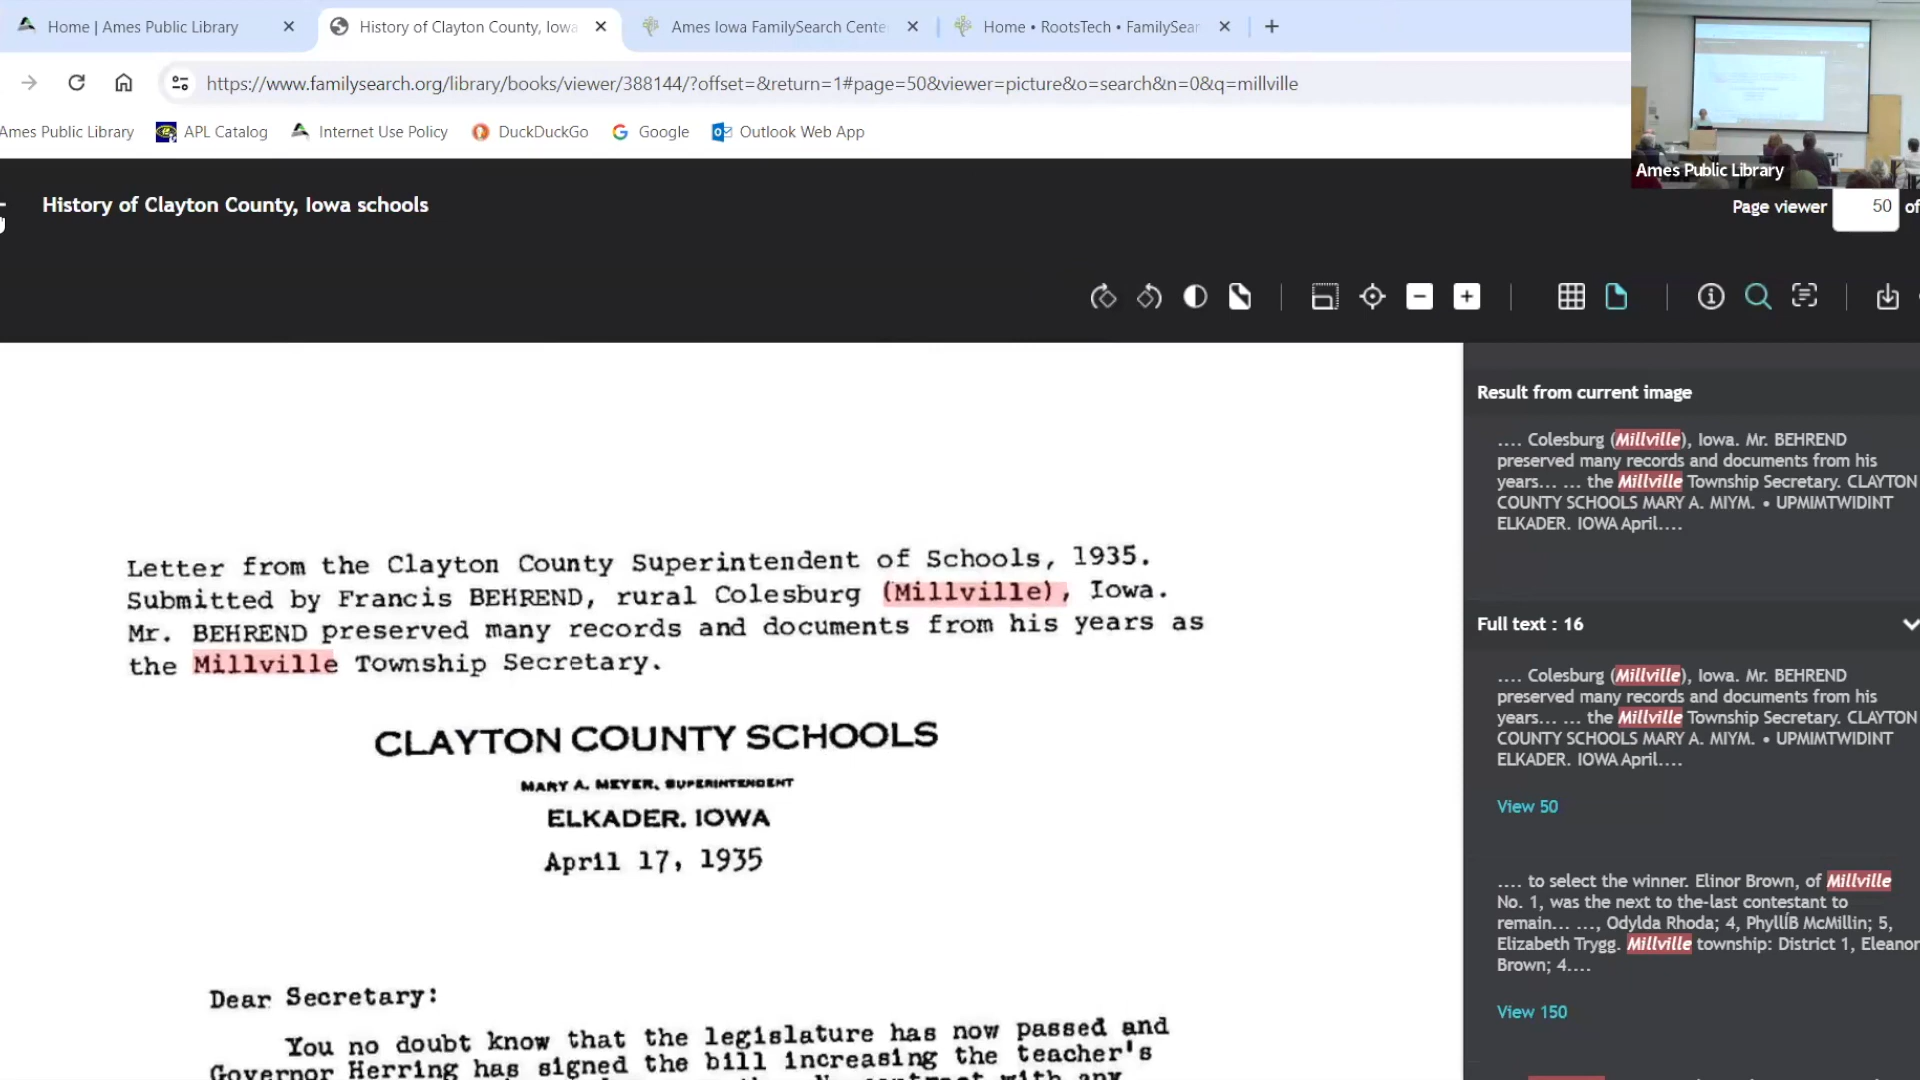 Home | Ames Public Library
History of Clayton County, Iowa
Ames Iowa FamilySearch Cente
Home • RootsTech • FamilySear
https://www.familysearch.org/library/books/viewer/388144/?offset=&return=1#page=50&viewer=picture&o=search&n=0&q=millville
Ames Public Library
APL Catalog
Internet Use Policy
DuckDuckGo
Google
Outlook Web App
Ames Public Library
History of Clayton County, Iowa schools
Page viewer 50 of
Letter from the Clayton County Superintendent of Schools, 1935.
Submitted by Francis BEHREND, rural Colesburg (Millville), Iowa.
Mr. BEHREND preserved many records and documents from his years as
the Millville Township Secretary.
CLAYTON COUNTY SCHOOLS
MARY A. MEYER, SUPERINTENDENT
ELKADER, IOWA
April 17, 1935
Dear Secretary:
You no doubt know that the legislature has now passed and
Governor Herring has signed the bill increasing the teacher's
Result from current image
.... Colesburg (Millville), Iowa. Mr. BEHREND
preserved many records and documents from his
years... ... the Millville Township Secretary. CLAYTON
COUNTY SCHOOLS MARY A. MIYM. • UPMIMTWIDINT
ELKADER. IOWA April....
Full text : 16
.... Colesburg (Millville), Iowa. Mr. BEHREND
preserved many records and documents from his
years... ... the Millville Township Secretary. CLAYTON
COUNTY SCHOOLS MARY A. MIYM. • UPMIMTWIDINT
ELKADER. IOWA April....
View 50
.... to select the winner. Elinor Brown, of Millville
No. 1, was the next to the-last contestant to
remain... ..., Odylda Rhoda; 4, PhyllÍB McMillin; 5,
Elizabeth Trygg. Millville township: District 1, Eleanor
Brown; 4....
View 150